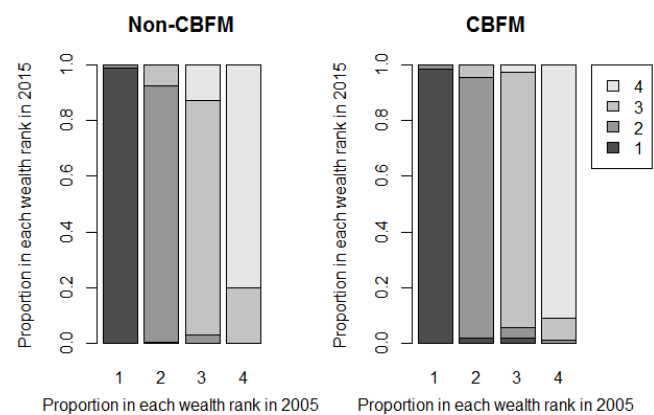 Non-CBFM
CBFM
Proportion in each wealth rank in 2015
0.0 0.2 0.4 0.6 0.8 1.0
1 2 3 4
Proportion in each wealth rank in 2005
Proportion in each wealth rank in 2015
0.0 0.2 0.4 0.6 0.8 1.0
1 2 3 4
Proportion in each wealth rank in 2005
4
3
2
1